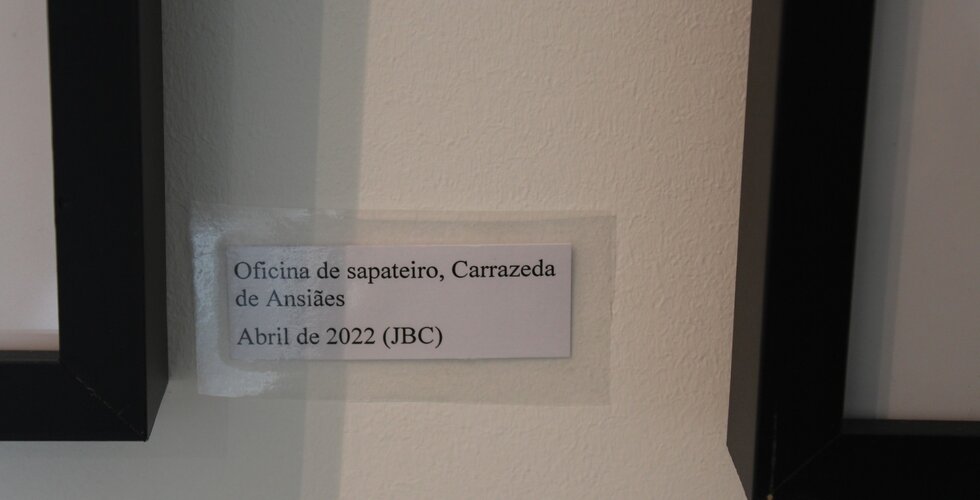 Oficina de sapateiro, Carrazeda
de Ansiães
Abril de 2022 (JBC)